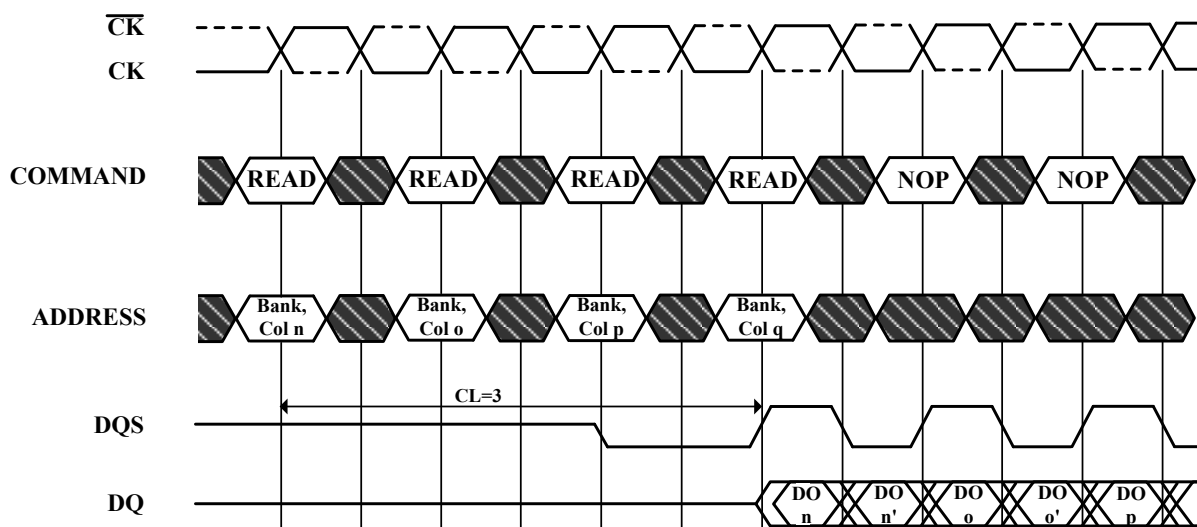 CK
CK
COMMAND READ READ READ READ NOP NOP
ADDRESS Bank, Col n Bank, Col o Bank, Col p Bank, Col q
CL=3
DQS
DQ DO n DO n' DO o DO o' DO p